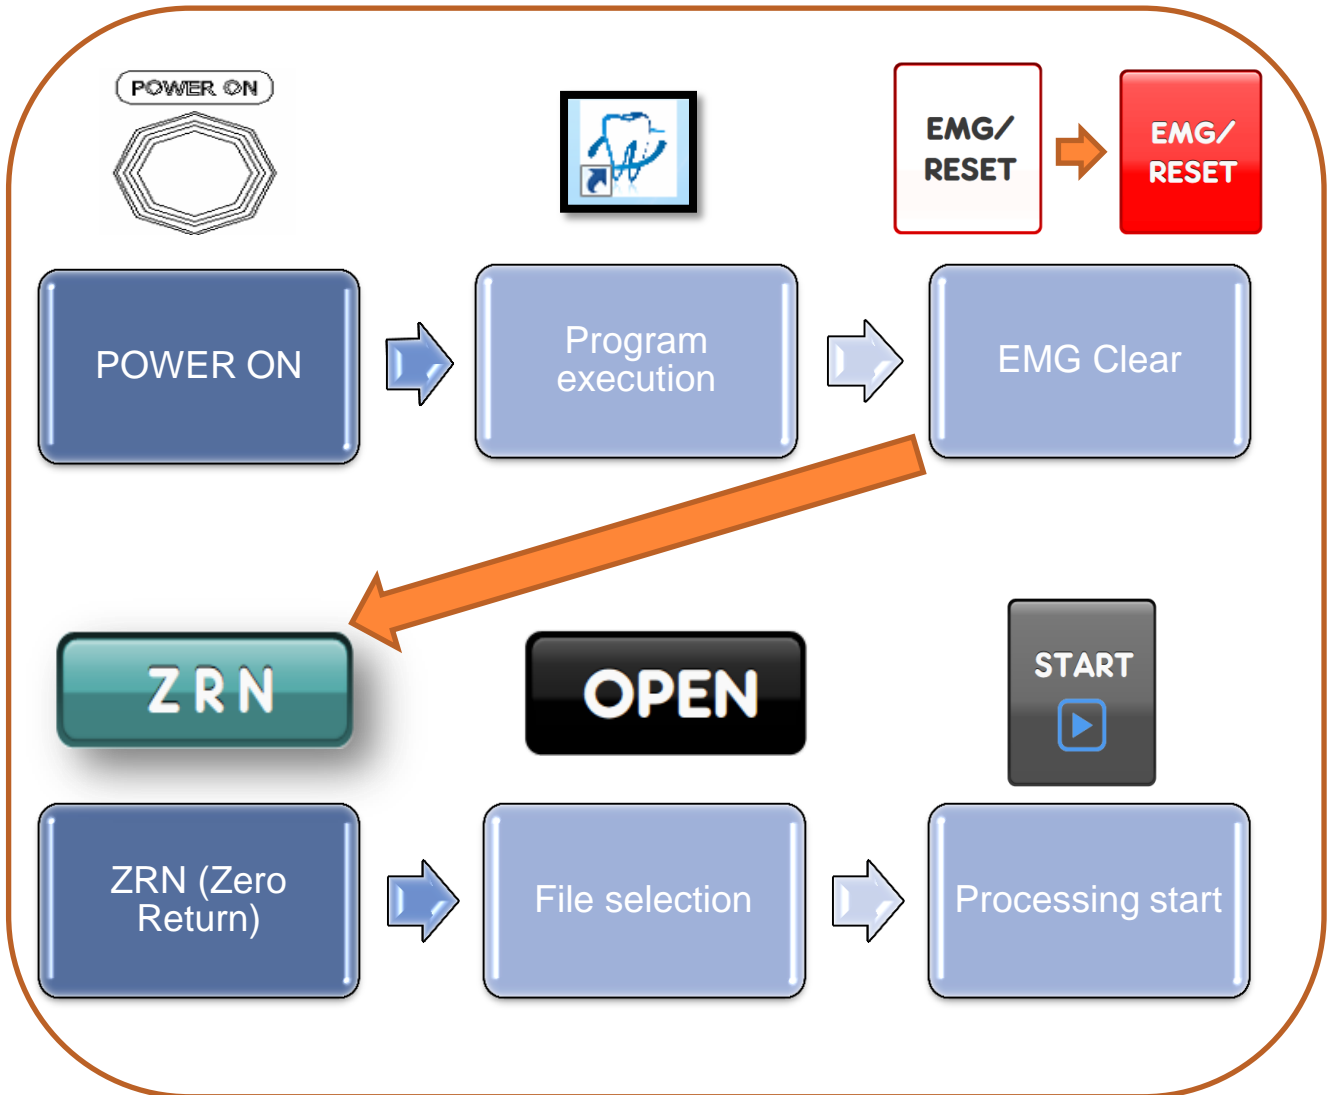 POWER ON
EMG/
RESET
EMG/
RESET
POWER ON
Program
execution
EMG Clear
ZRN
OPEN
START
ZRN (Zero
Return)
File selection
Processing start